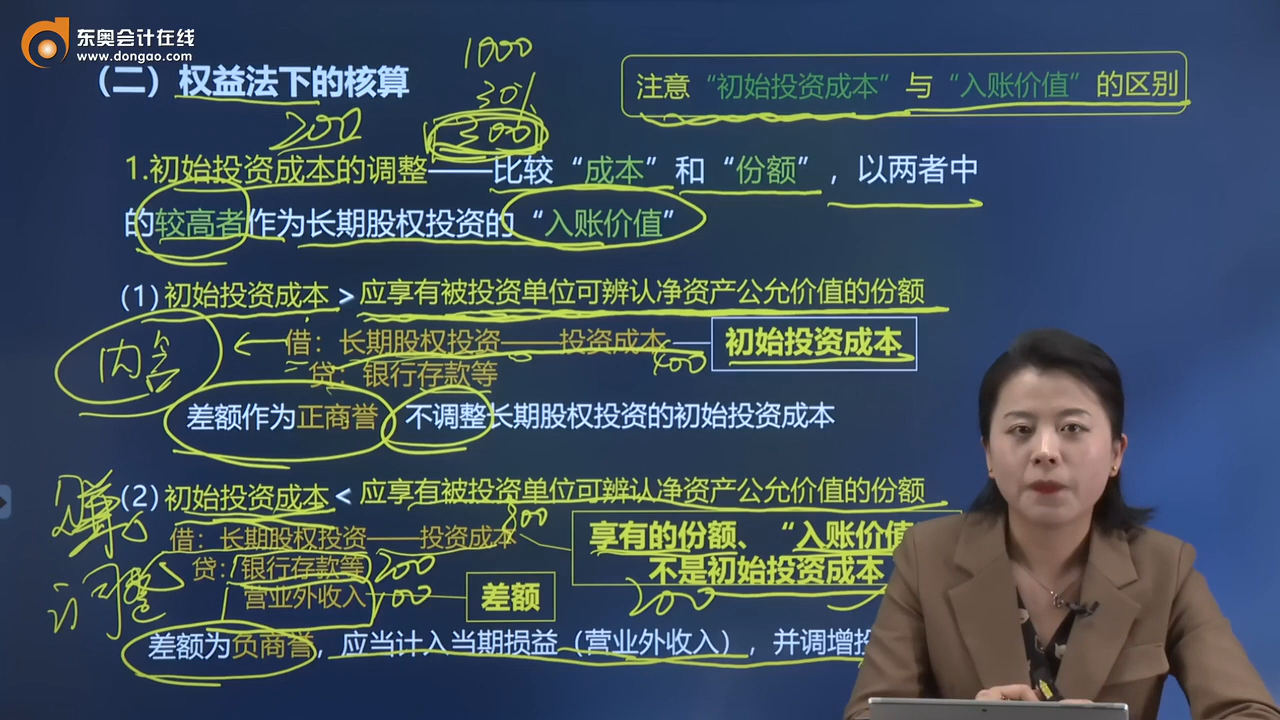 东奥会计在线
www.dongao.com
1000
(二) 权益法下的核算
30%
注意“初始投资成本”与“入账价值”的区别
200
300
1.初始投资成本的调整——比较“成本”和“份额”，以两者中
的较高者作为长期股权投资的“入账价值”
(1)初始投资成本 > 应享有被投资单位可辨认净资产公允价值的份额
内含
借：长期股权投资——投资成本
400
初始投资成本
贷：银行存款等
差额作为正商誉 不调整长期股权投资的初始投资成本
赚
(2)初始投资成本 < 应享有被投资单位可辨认净资产公允价值的份额
借：长期股权投资——投资成本
300
享有的份额、“入账价值
不是初始投资成本
贷：银行存款等
200
调整
营业外收入
100
差额
200
差额为负商誉，应当计入当期损益（营业外收入），并调增投